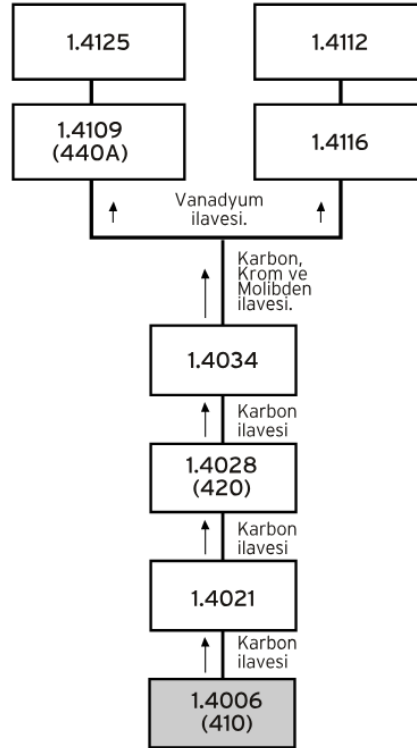 1.4125
1.4112
1.4109
(440A)
1.4116
Vanadyum
ilavesi.
Karbon,
Krom ve
Molibden
ilavesi.
1.4034
Karbon
ilavesi
1.4028
(420)
Karbon
ilavesi
1.4021
Karbon
ilavesi
1.4006
(410)